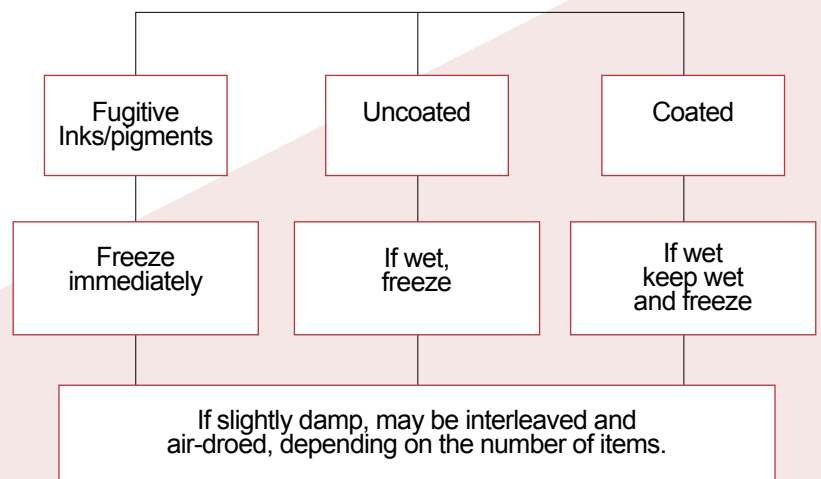 Fugitive
Inks/pigments
Uncoated
Coated
Freeze
immediately
If wet,
freeze
If wet
keep wet
and freeze
If slightly damp, may be interleaved and
air-droed, depending on the number of items.